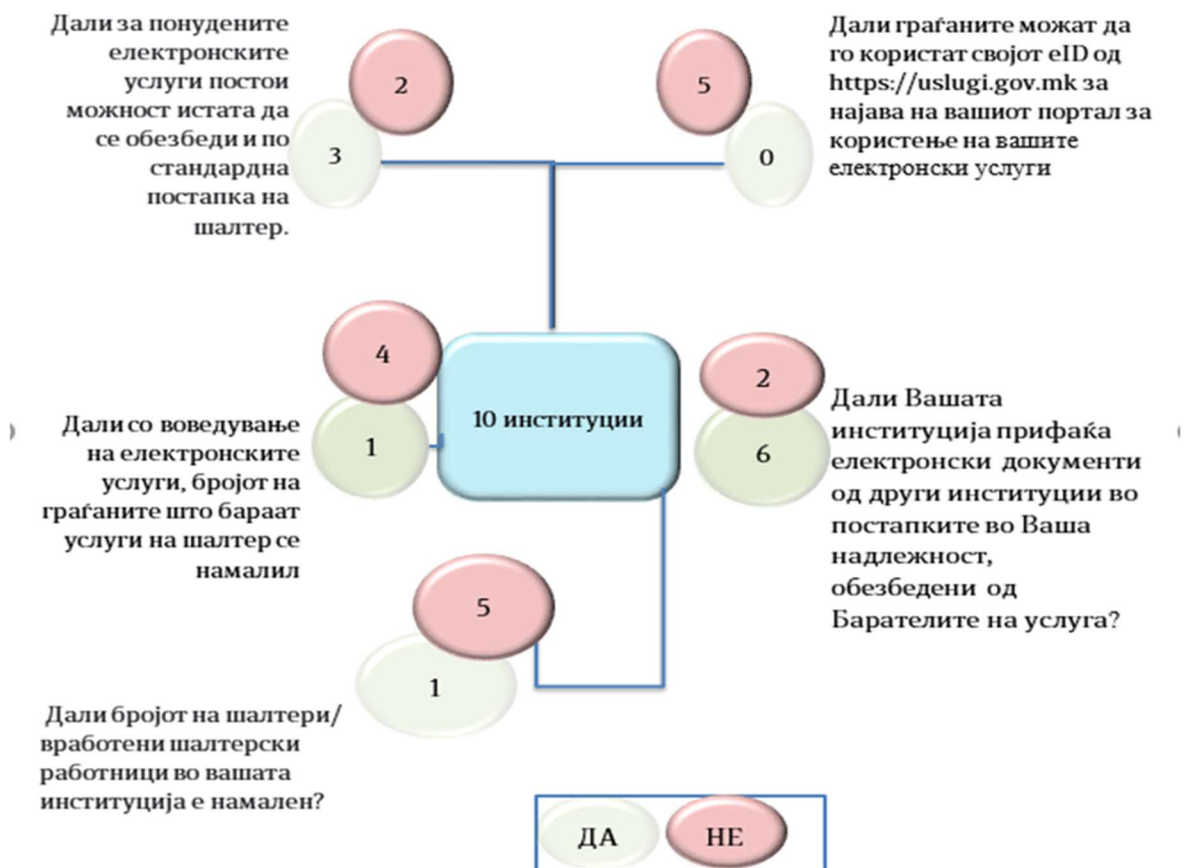 Дали за понудените
електронските
услуги постои
можност истата да
се обезбеди и по
стандардна
постапка на
шалтер.
2
3
5
0
Дали граѓаните можат да
го користат својот eID од
https://uslugi.gov.mk за
најава на вашиот портал за
користење на вашите
електронски услуги
4
1
Дали со воведување
на електронските
услуги, бројот на
граѓаните што бараат
услуги на шалтер се
намалил
10 институции
2
6
Дали Вашата
институција прифаќа
електронски документи
од други институции во
постапките во Ваша
надлежност,
обезбедени од
Барателите на услуга?
5
1
Дали бројот на шалтери/
вработени шалтерски
работници во вашата
институција е намален?
ДА
НЕ